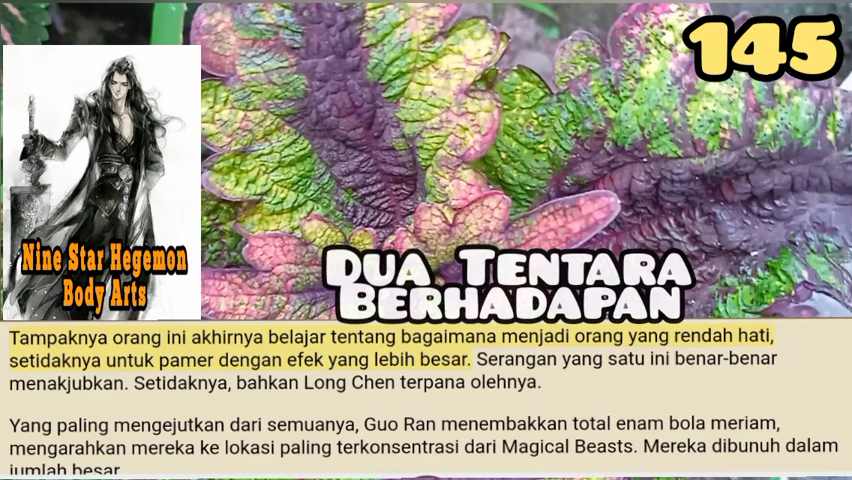 145
Nine Star Hegemon
Body Arts
Dua Tentara
Berhadapan
Tampaknya orang ini akhirnya belajar tentang bagaimana menjadi orang yang rendah hati,
setidaknya untuk pamer dengan efek yang lebih besar. Serangan yang satu ini benar-benar
menakjubkan. Setidaknya, bahkan Long Chen terpana olehnya.
Yang paling mengejutkan dari semuanya, Guo Ran menembakkan total enam bola meriam,
mengarahkan mereka ke lokasi paling terkonsentrasi dari Magical Beasts. Mereka dibunuh dalam
jumlah besar